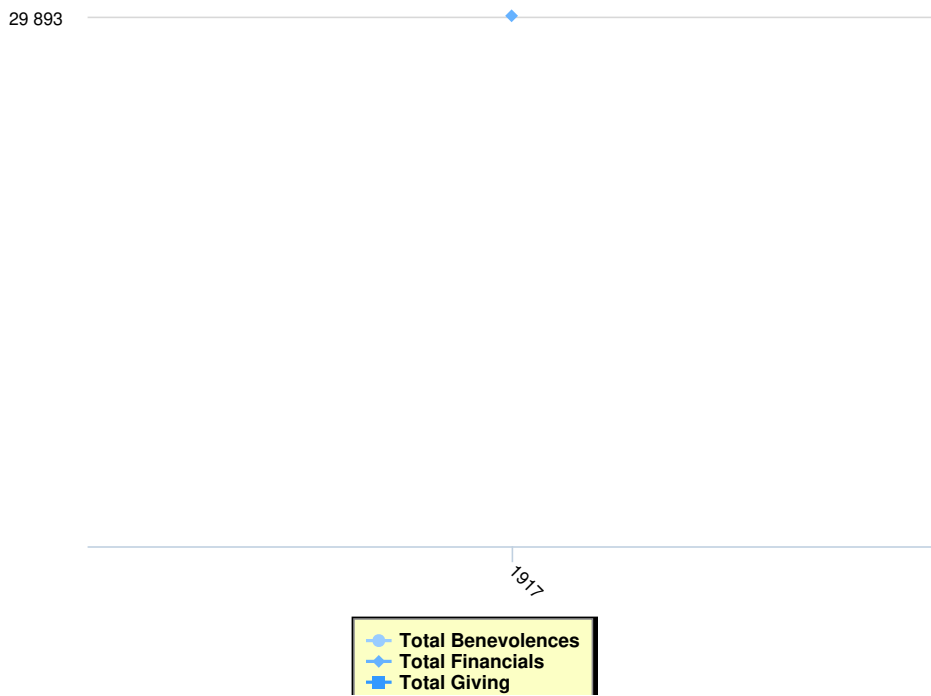 29 893
1917
Total Benevolences
Total Financials
Total Giving